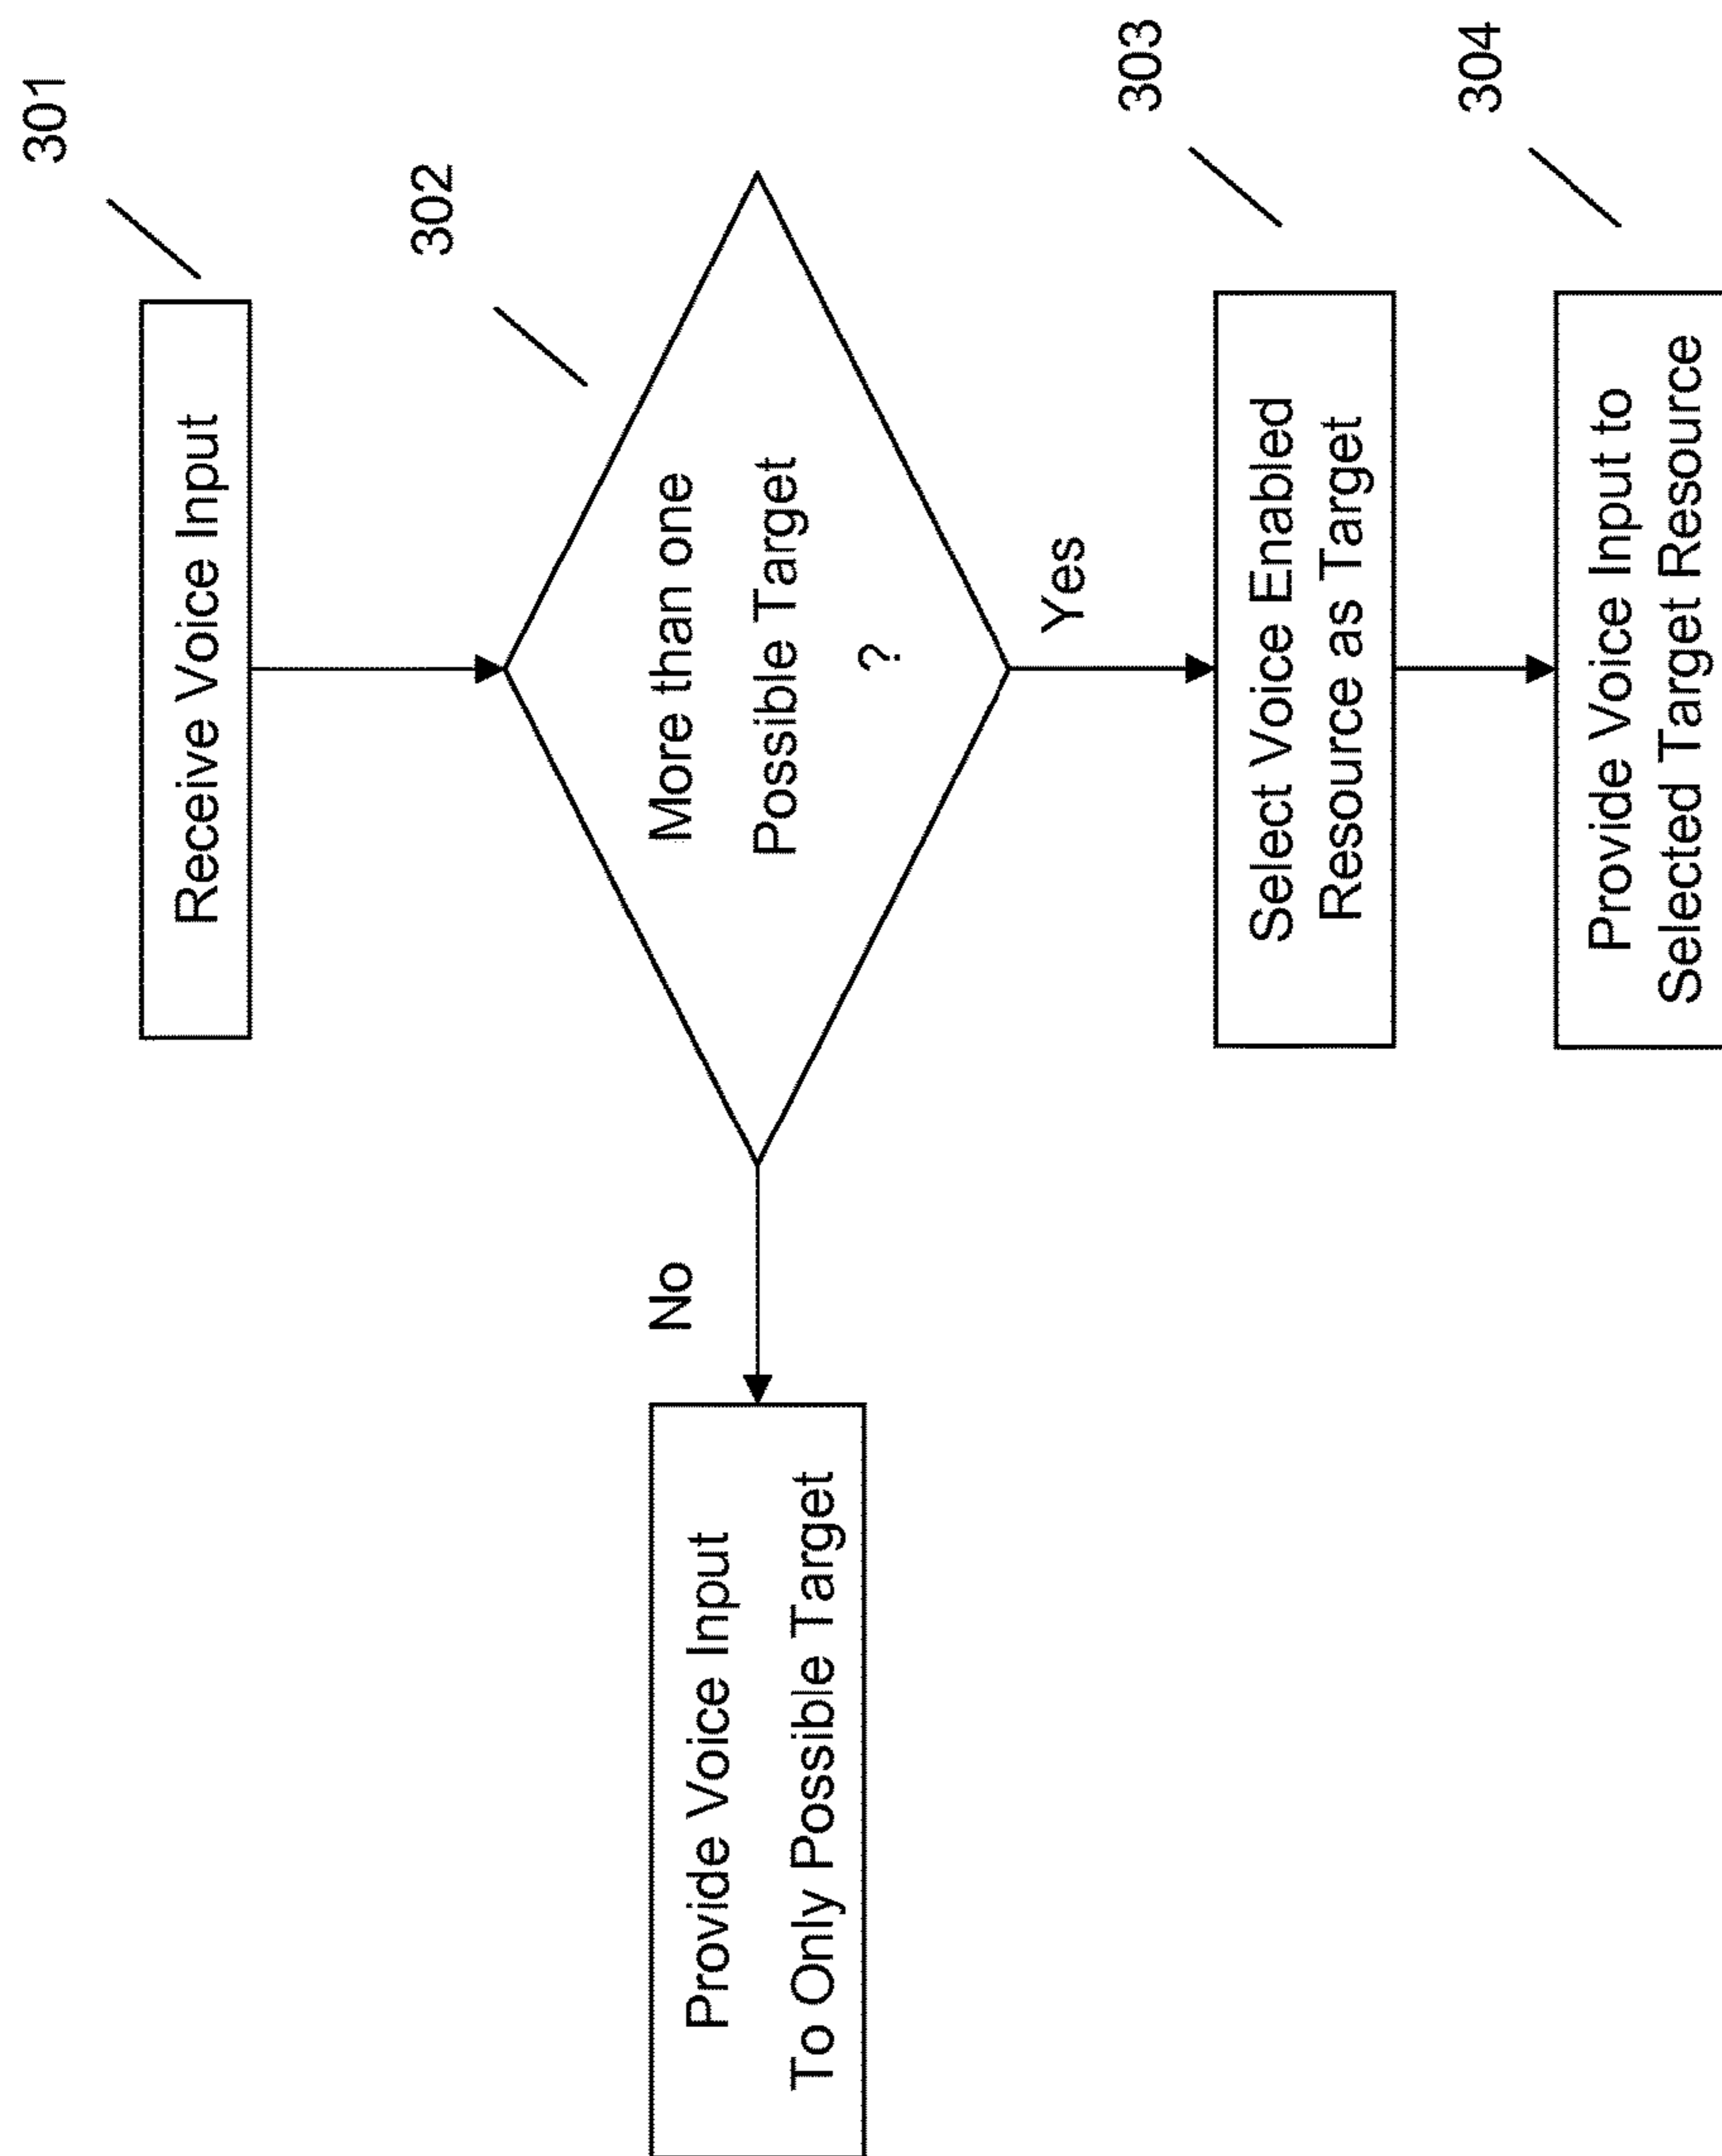 301
Receive Voice Input
302
More than one
Possible Target
?
No
Yes
Provide Voice Input
To Only Possible Target
303
Select Voice Enabled
Resource as Target
304
Provide Voice Input to
Selected Target Resource